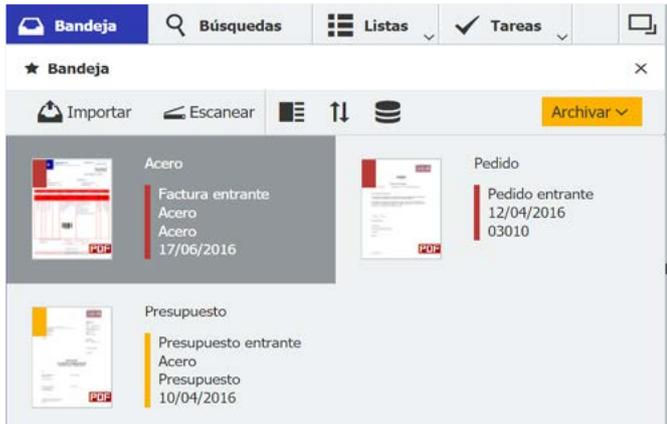 Bandeja Búsquedas Listas Tareas
Bandeja
Importar Escanear Archivar
Acero
Factura entrante
Acero
Acero
17/06/2016
PDF
Pedido
Pedido entrante
12/04/2016
03010
PDF
Presupuesto
Presupuesto entrante
Acero
Presupuesto
10/04/2016
PDF